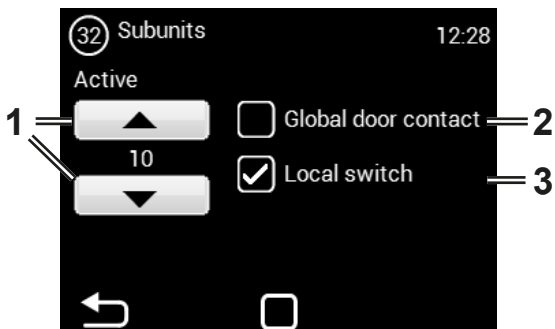 32 Subunits 12:28
Active
1
Global door contact 2
10
Local switch 3